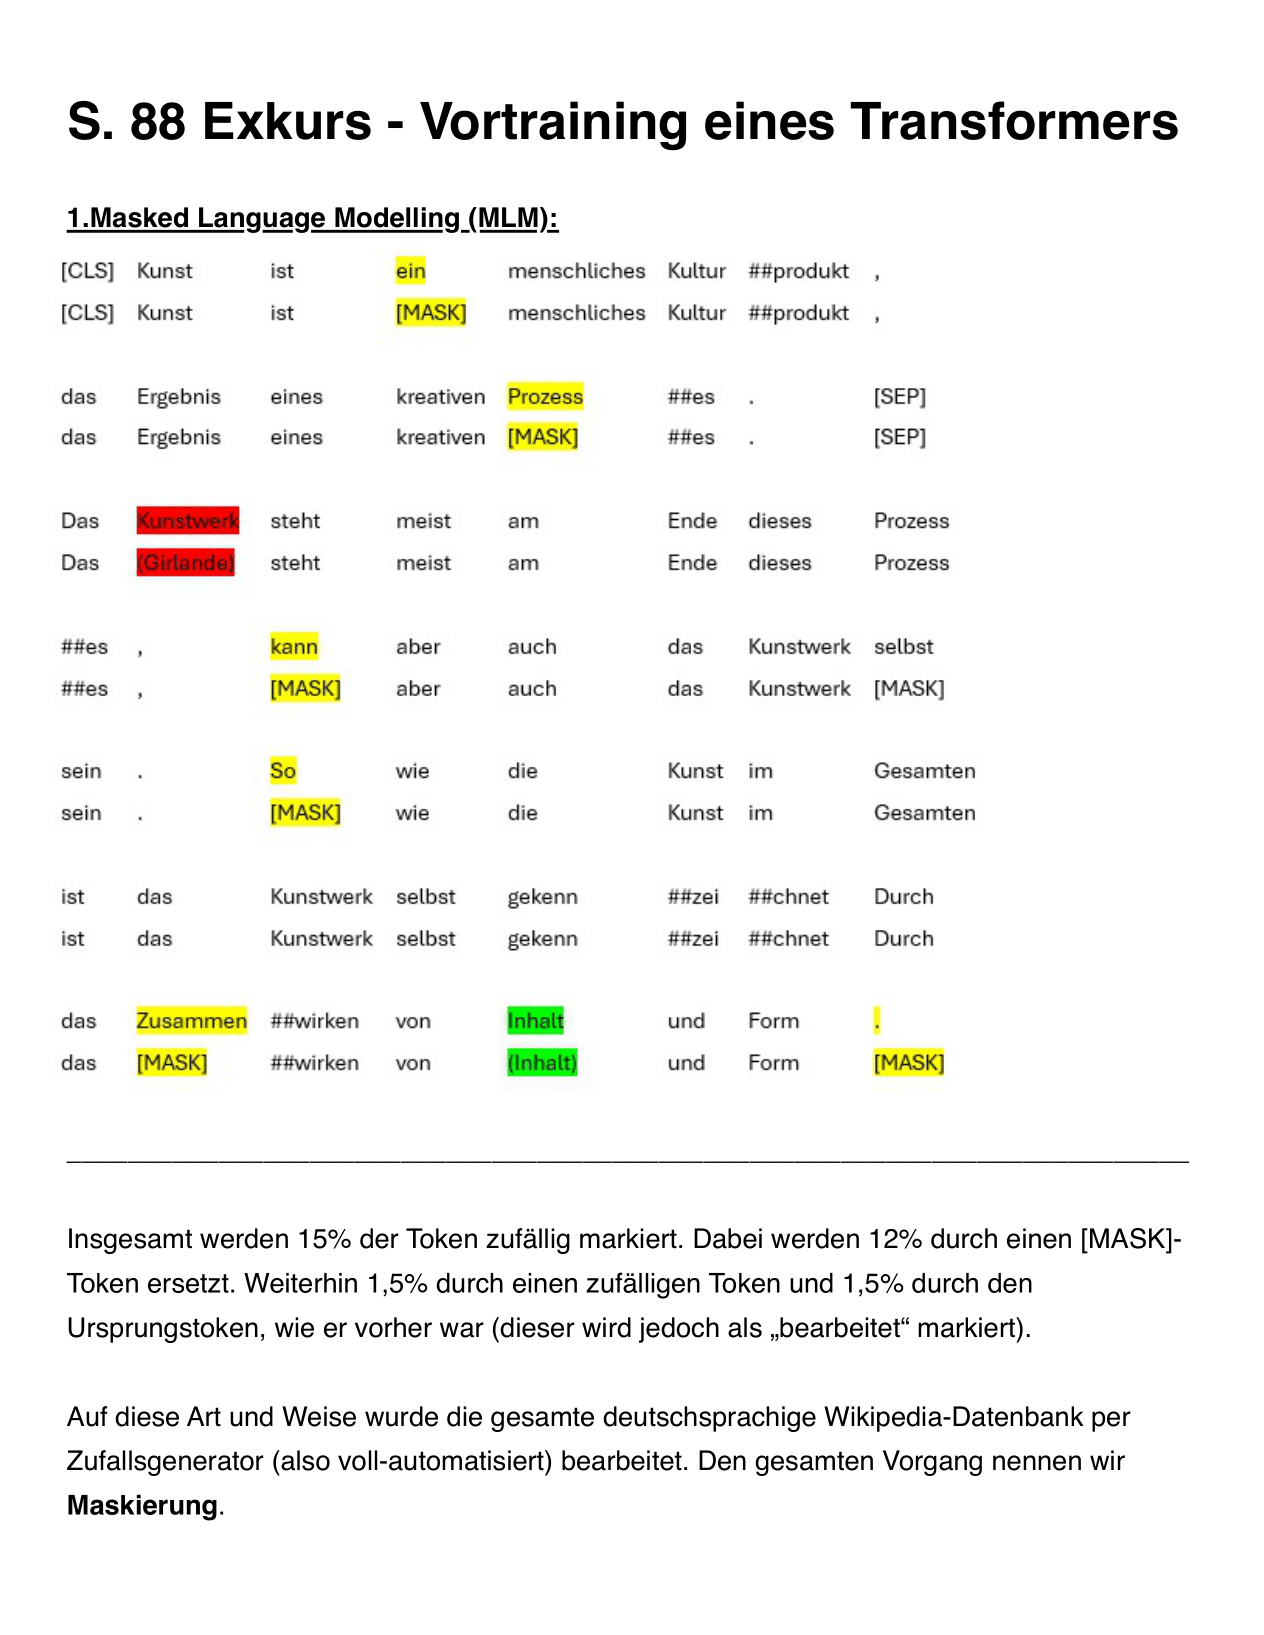 S. 88 Exkurs - Vortraining eines Transformers
1.Masked Language Modelling (MLM):
[CLS] Kunst ist ein menschliches Kultur ##produkt ,
[CLS] Kunst ist [MASK] menschliches Kultur ##produkt ,
das Ergebnis eines kreativen Prozess ##es . [SEP]
das Ergebnis eines kreativen [MASK] ##es . [SEP]
Das Kunstwerk steht meist am Ende dieses Prozess
Das (Girlande) steht meist am Ende dieses Prozess
##es , kann aber auch das Kunstwerk selbst
##es , [MASK] aber auch das Kunstwerk [MASK]
sein . So wie die Kunst im Gesamten
sein . [MASK] wie die Kunst im Gesamten
ist das Kunstwerk selbst gekenn ##zei ##chnet Durch
ist das Kunstwerk selbst gekenn ##zei ##chnet Durch
das Zusammen ##wirken von Inhalt und Form .
das [MASK] ##wirken von (Inhalt) und Form [MASK]
Insgesamt werden 15% der Token zufällig markiert. Dabei werden 12% durch einen [MASK]-
Token ersetzt. Weiterhin 1,5% durch einen zufälligen Token und 1,5% durch den
Ursprungstoken, wie er vorher war (dieser wird jedoch als „bearbeitet“ markiert).
Auf diese Art und Weise wurde die gesamte deutschsprachige Wikipedia-Datenbank per
Zufallsgenerator (also voll-automatisiert) bearbeitet. Den gesamten Vorgang nennen wir
Maskierung.